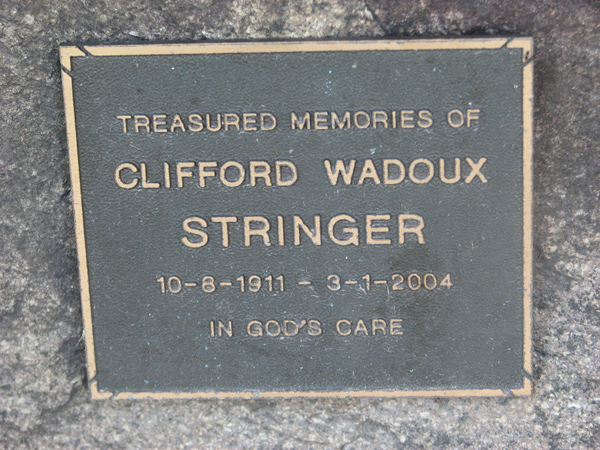 TREASURED MEMORIES OF
CLIFFORD WADOUX
STRINGER
10-8-1911 - 3-1-2004
IN GOD'S CARE